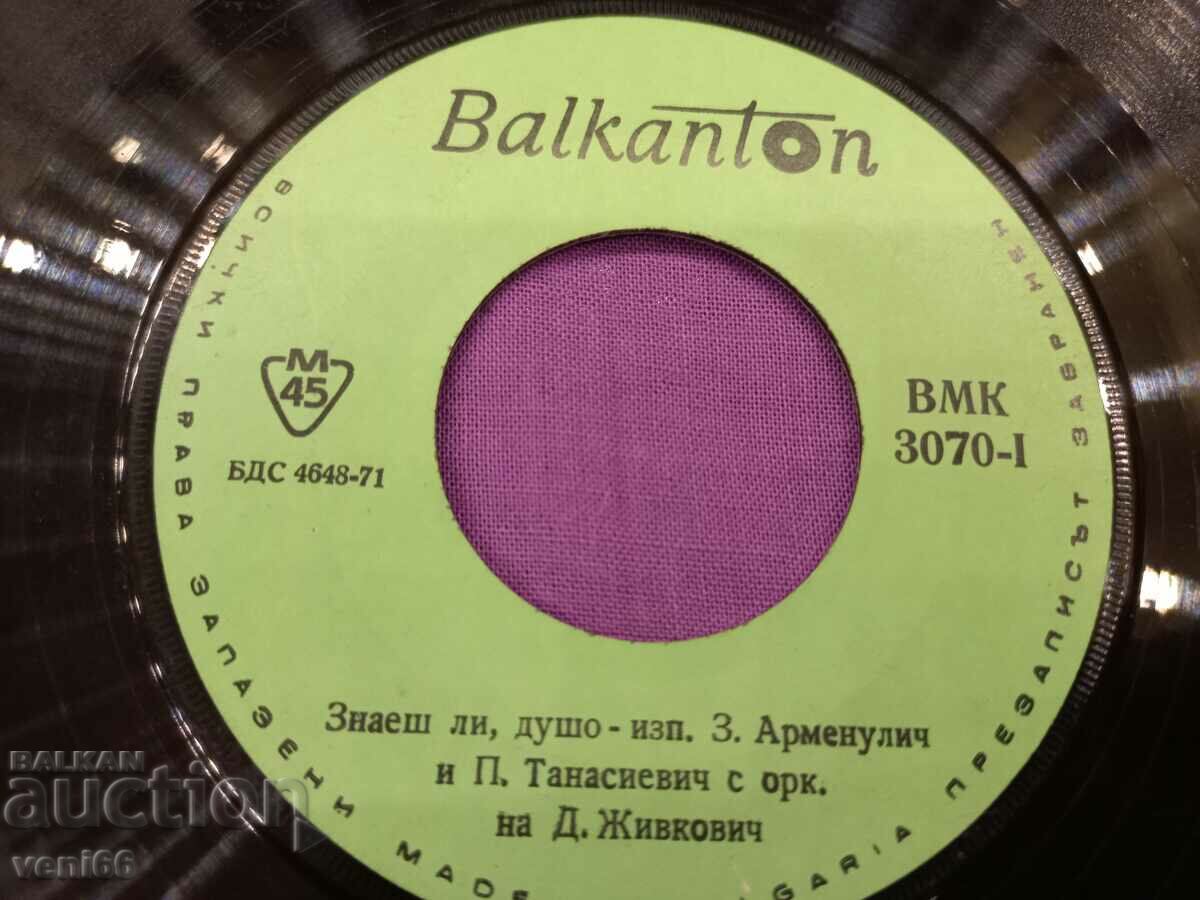 Balkanton
ВСИЧКИ ПРАВА ЗАПАЗЕНИ MADE GARIA ПРЕЗАПИСЪТ ЗАБРАНЕН
М
45
БДС 4648-71
ВМК
3070-I
Знаеш ли, душо - изп. З. Арменулич
и П. Танасиевич с орк.
на Д. Живкович
BALKAN
auction
veni66